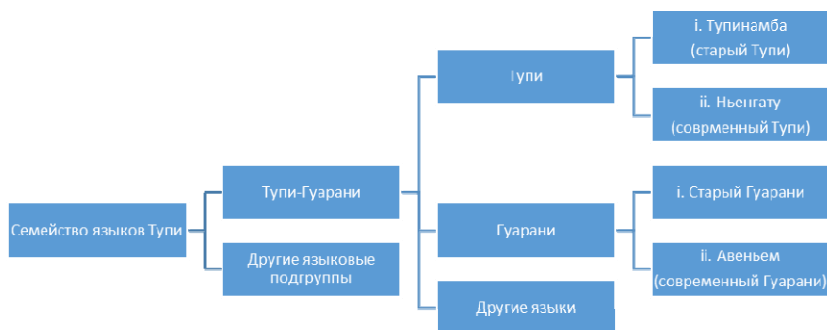 i. Тупинамба
(старый Тупи)
Тупи
ii. Ньенгату
(соврменный Тупи)
Тупи-Гуарани
i. Старый Гуарани
Семейство языков Тупи
Гуарани
Другие языковые
подгруппы
ii. Авеньем
(современный Гуарани)
Другие языки